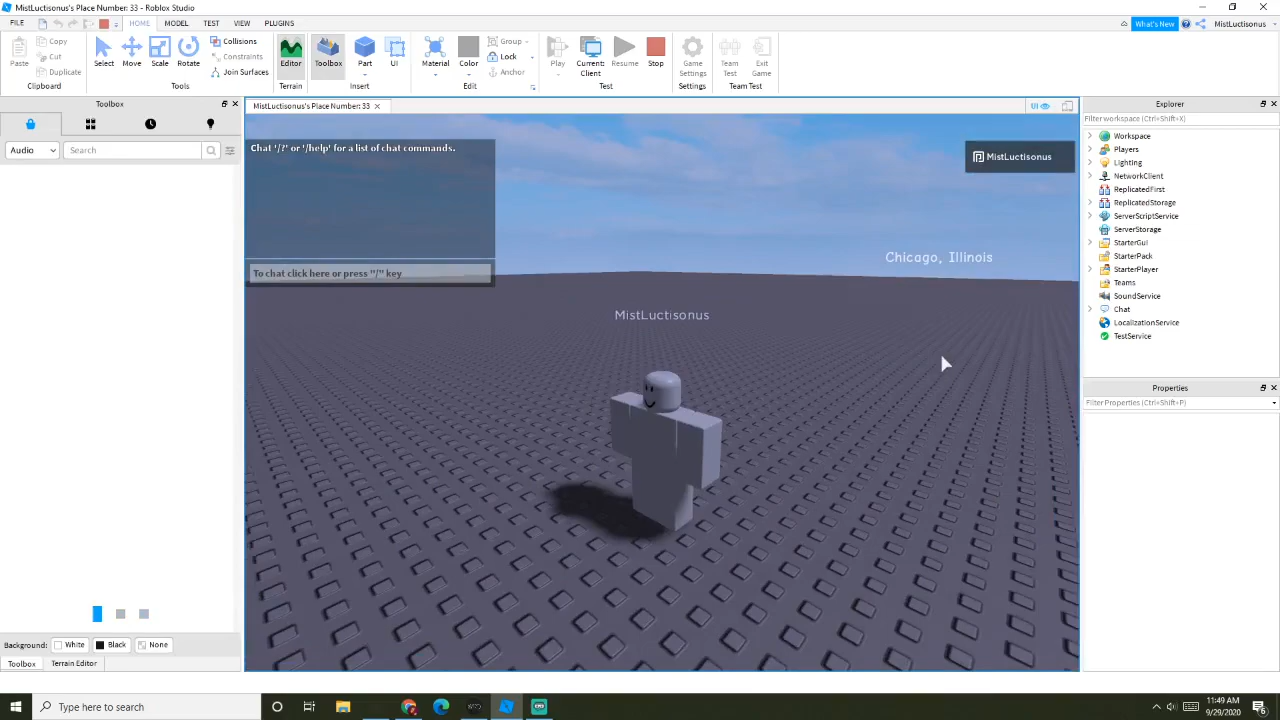 MistLuctisonus's Place Number: 33 - Roblox Studio
FILE
HOME MODEL TEST VIEW PLUGINS
What's New
MistLuctisonus
Paste
Copy
Cut
Duplicate
Clipboard
Select
Move
Scale
Rotate
Collisions
Constraints
Join Surfaces
Tools
Editor
Terrain
Toolbox
Part
UI
Insert
Material
Color
Group
Lock
Anchor
Edit
Play
Current:
Client
Resume
Stop
Test
Game
Settings
Settings
Team
Test
Exit
Game
Team Test
Toolbox
Audio
Search
Background: White Black None
Toolbox Terrain Editor
MistLuctisonus's Place Number: 33
UI
Chat '/?' or '/help' for a list of chat commands.
To chat click here or press "/" key
MistLuctisonus
Chicago, Illinois
MistLuctisonus
Explorer
Filter workspace (Ctrl+Shift+X)
Workspace
Players
Lighting
NetworkClient
ReplicatedFirst
ReplicatedStorage
ServerScriptService
ServerStorage
StarterGui
StarterPack
StarterPlayer
Teams
SoundService
Chat
LocalizationService
TestService
Properties
Filter Properties (Ctrl+Shift+P)
Type here to search
11:49 AM
9/29/2020
6